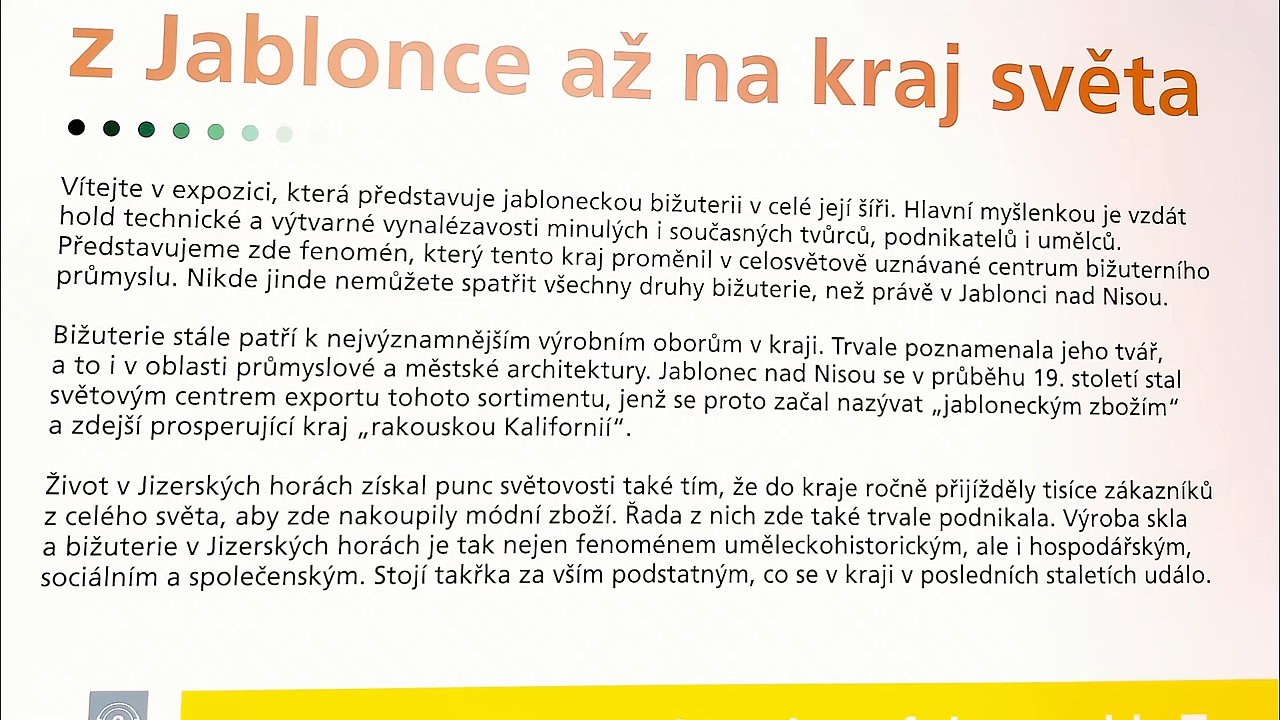 z Jablonce až na kraj světa
Vítejte v expozici, která představuje jabloneckou bižuterii v celé její šíři. Hlavní myšlenkou je vzdát
hold technické a výtvarné vynalézavosti minulých i současných tvůrců, podnikatelů i umělců.
Představujeme zde fenomén, který tento kraj proměnil v celosvětově uznávané centrum bižuterního
průmyslu. Nikde jinde nemůžete spatřit všechny druhy bižuterie, než právě v Jablonci nad Nisou.
Bižuterie stále patří k nejvýznamnějším výrobním oborům v kraji. Trvale poznamenala jeho tvář,
a to i v oblasti průmyslové a městské architektury. Jablonec nad Nisou se v průběhu 19. století stal
světovým centrem exportu tohoto sortimentu, jenž se proto začal nazývat „jabloneckým zbožím“
a zdejší prosperující kraj „rakouskou Kalifornií“.
Život v Jizerských horách získal punc světovosti také tím, že do kraje ročně přijížděly tisíce zákazníků
z celého světa, aby zde nakoupily módní zboží. Řada z nich zde také trvale podnikala. Výroba skla
a bižuterie v Jizerských horách je tak nejen fenoménem uměleckohistorickým, ale i hospodářským,
sociálním a společenským. Stojí takřka za vším podstatným, co se v kraji v posledních staletích událo.